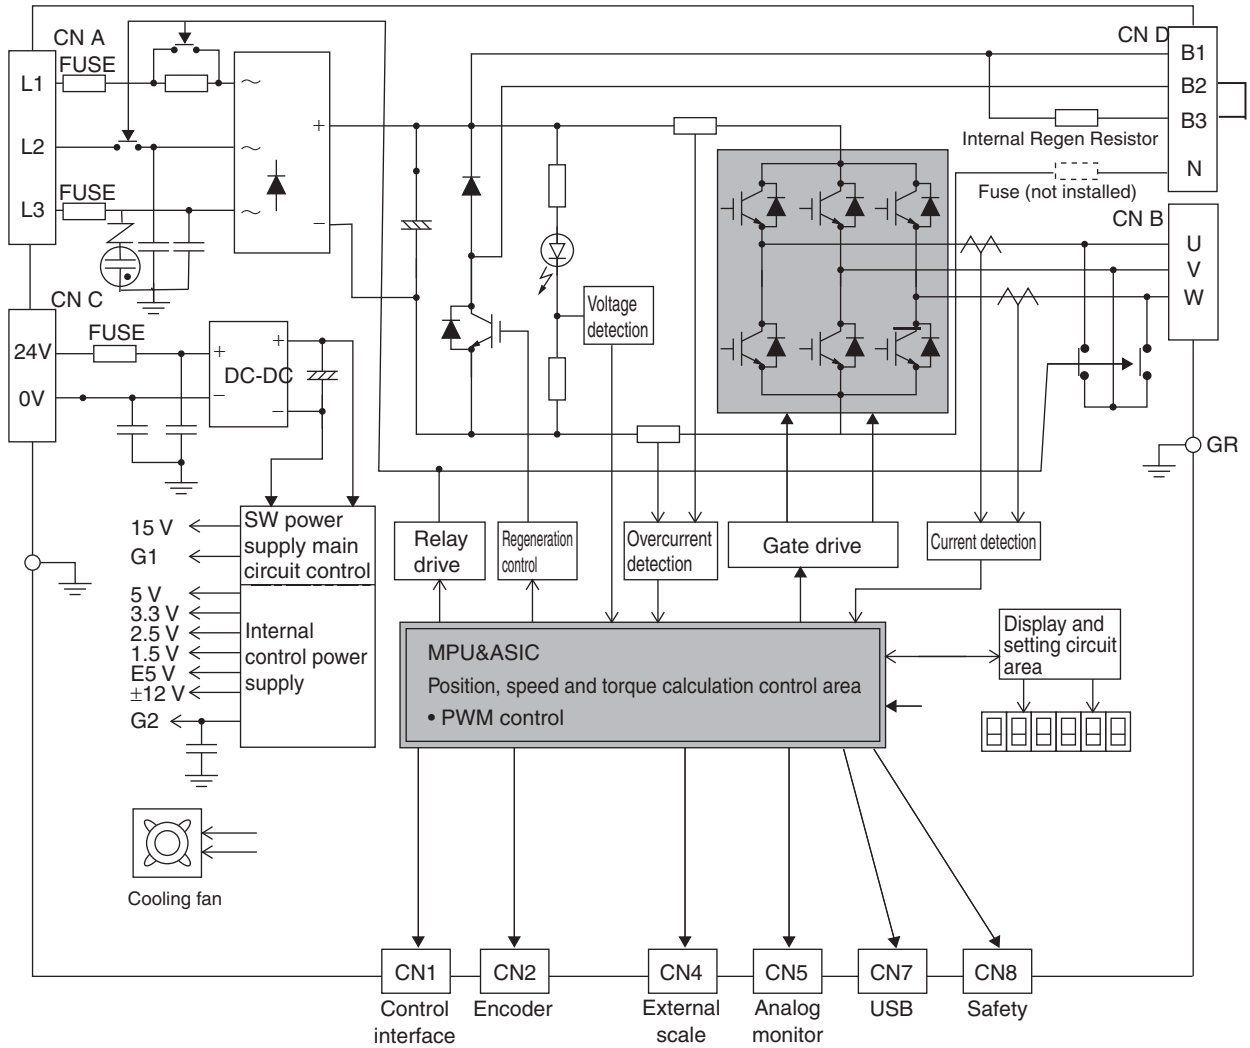 CN A
FUSE
L1
L2
FUSE
L3
CN C
FUSE
24V
0V
+
−
+
−
DC-DC
+
−
CN D
B1
B2
B3
Internal Regen Resistor
N
Fuse (not installed)
CN B
U
V
W
GR
Voltage
detection
15 V
G1
5 V
3.3 V
2.5 V
1.5 V
E5 V
±12 V
G2
SW power
supply main
circuit control
Internal
control power
supply
Relay
drive
Regeneration
control
Overcurrent
detection
Gate drive
Current detection
MPU&ASIC
Position, speed and torque calculation control area
• PWM control
Display and
setting circuit
area
Cooling fan
CN1
Control
interface
CN2
Encoder
CN4
External
scale
CN5
Analog
monitor
CN7
USB
CN8
Safety